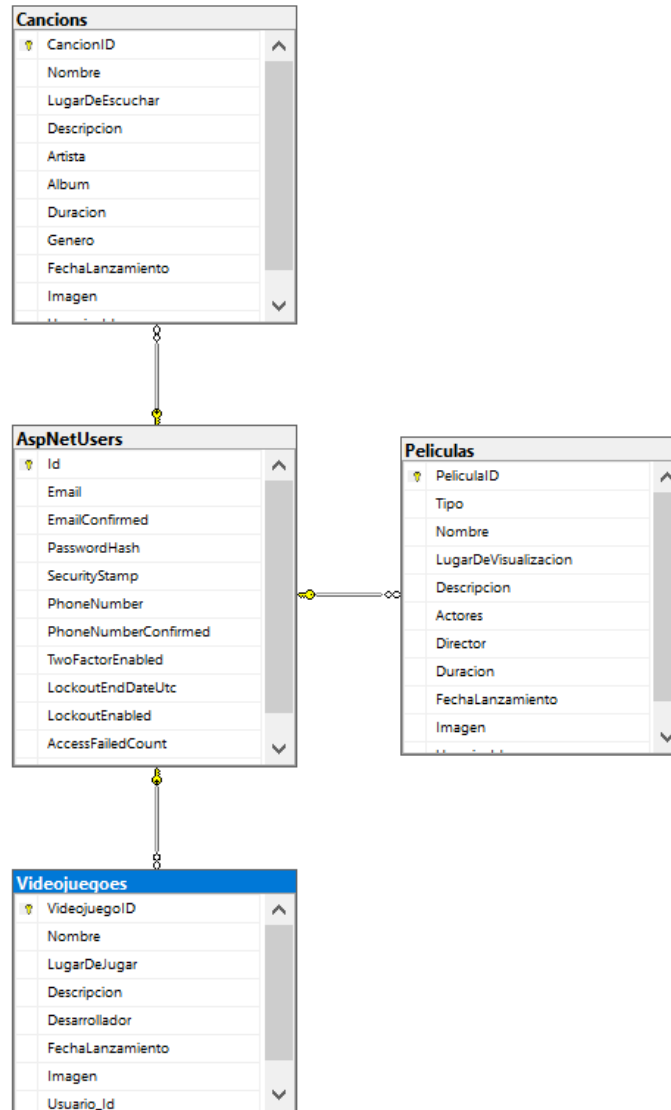 Cancions
CancionID
Nombre
LugarDeEscuchar
Descripcion
Artista
Album
Duracion
Genero
FechaLanzamiento
Imagen
AspNetUsers
Id
Email
EmailConfirmed
PasswordHash
SecurityStamp
PhoneNumber
PhoneNumberConfirmed
TwoFactorEnabled
LockoutEndDateUtc
LockoutEnabled
AccessFailedCount
Peliculas
PeliculaID
Tipo
Nombre
LugarDeVisualizacion
Descripcion
Actores
Director
Duracion
FechaLanzamiento
Imagen
Videojuegoes
VideojuegoID
Nombre
LugarDeJugar
Descripcion
Desarrollador
FechaLanzamiento
Imagen
Usuario_Id